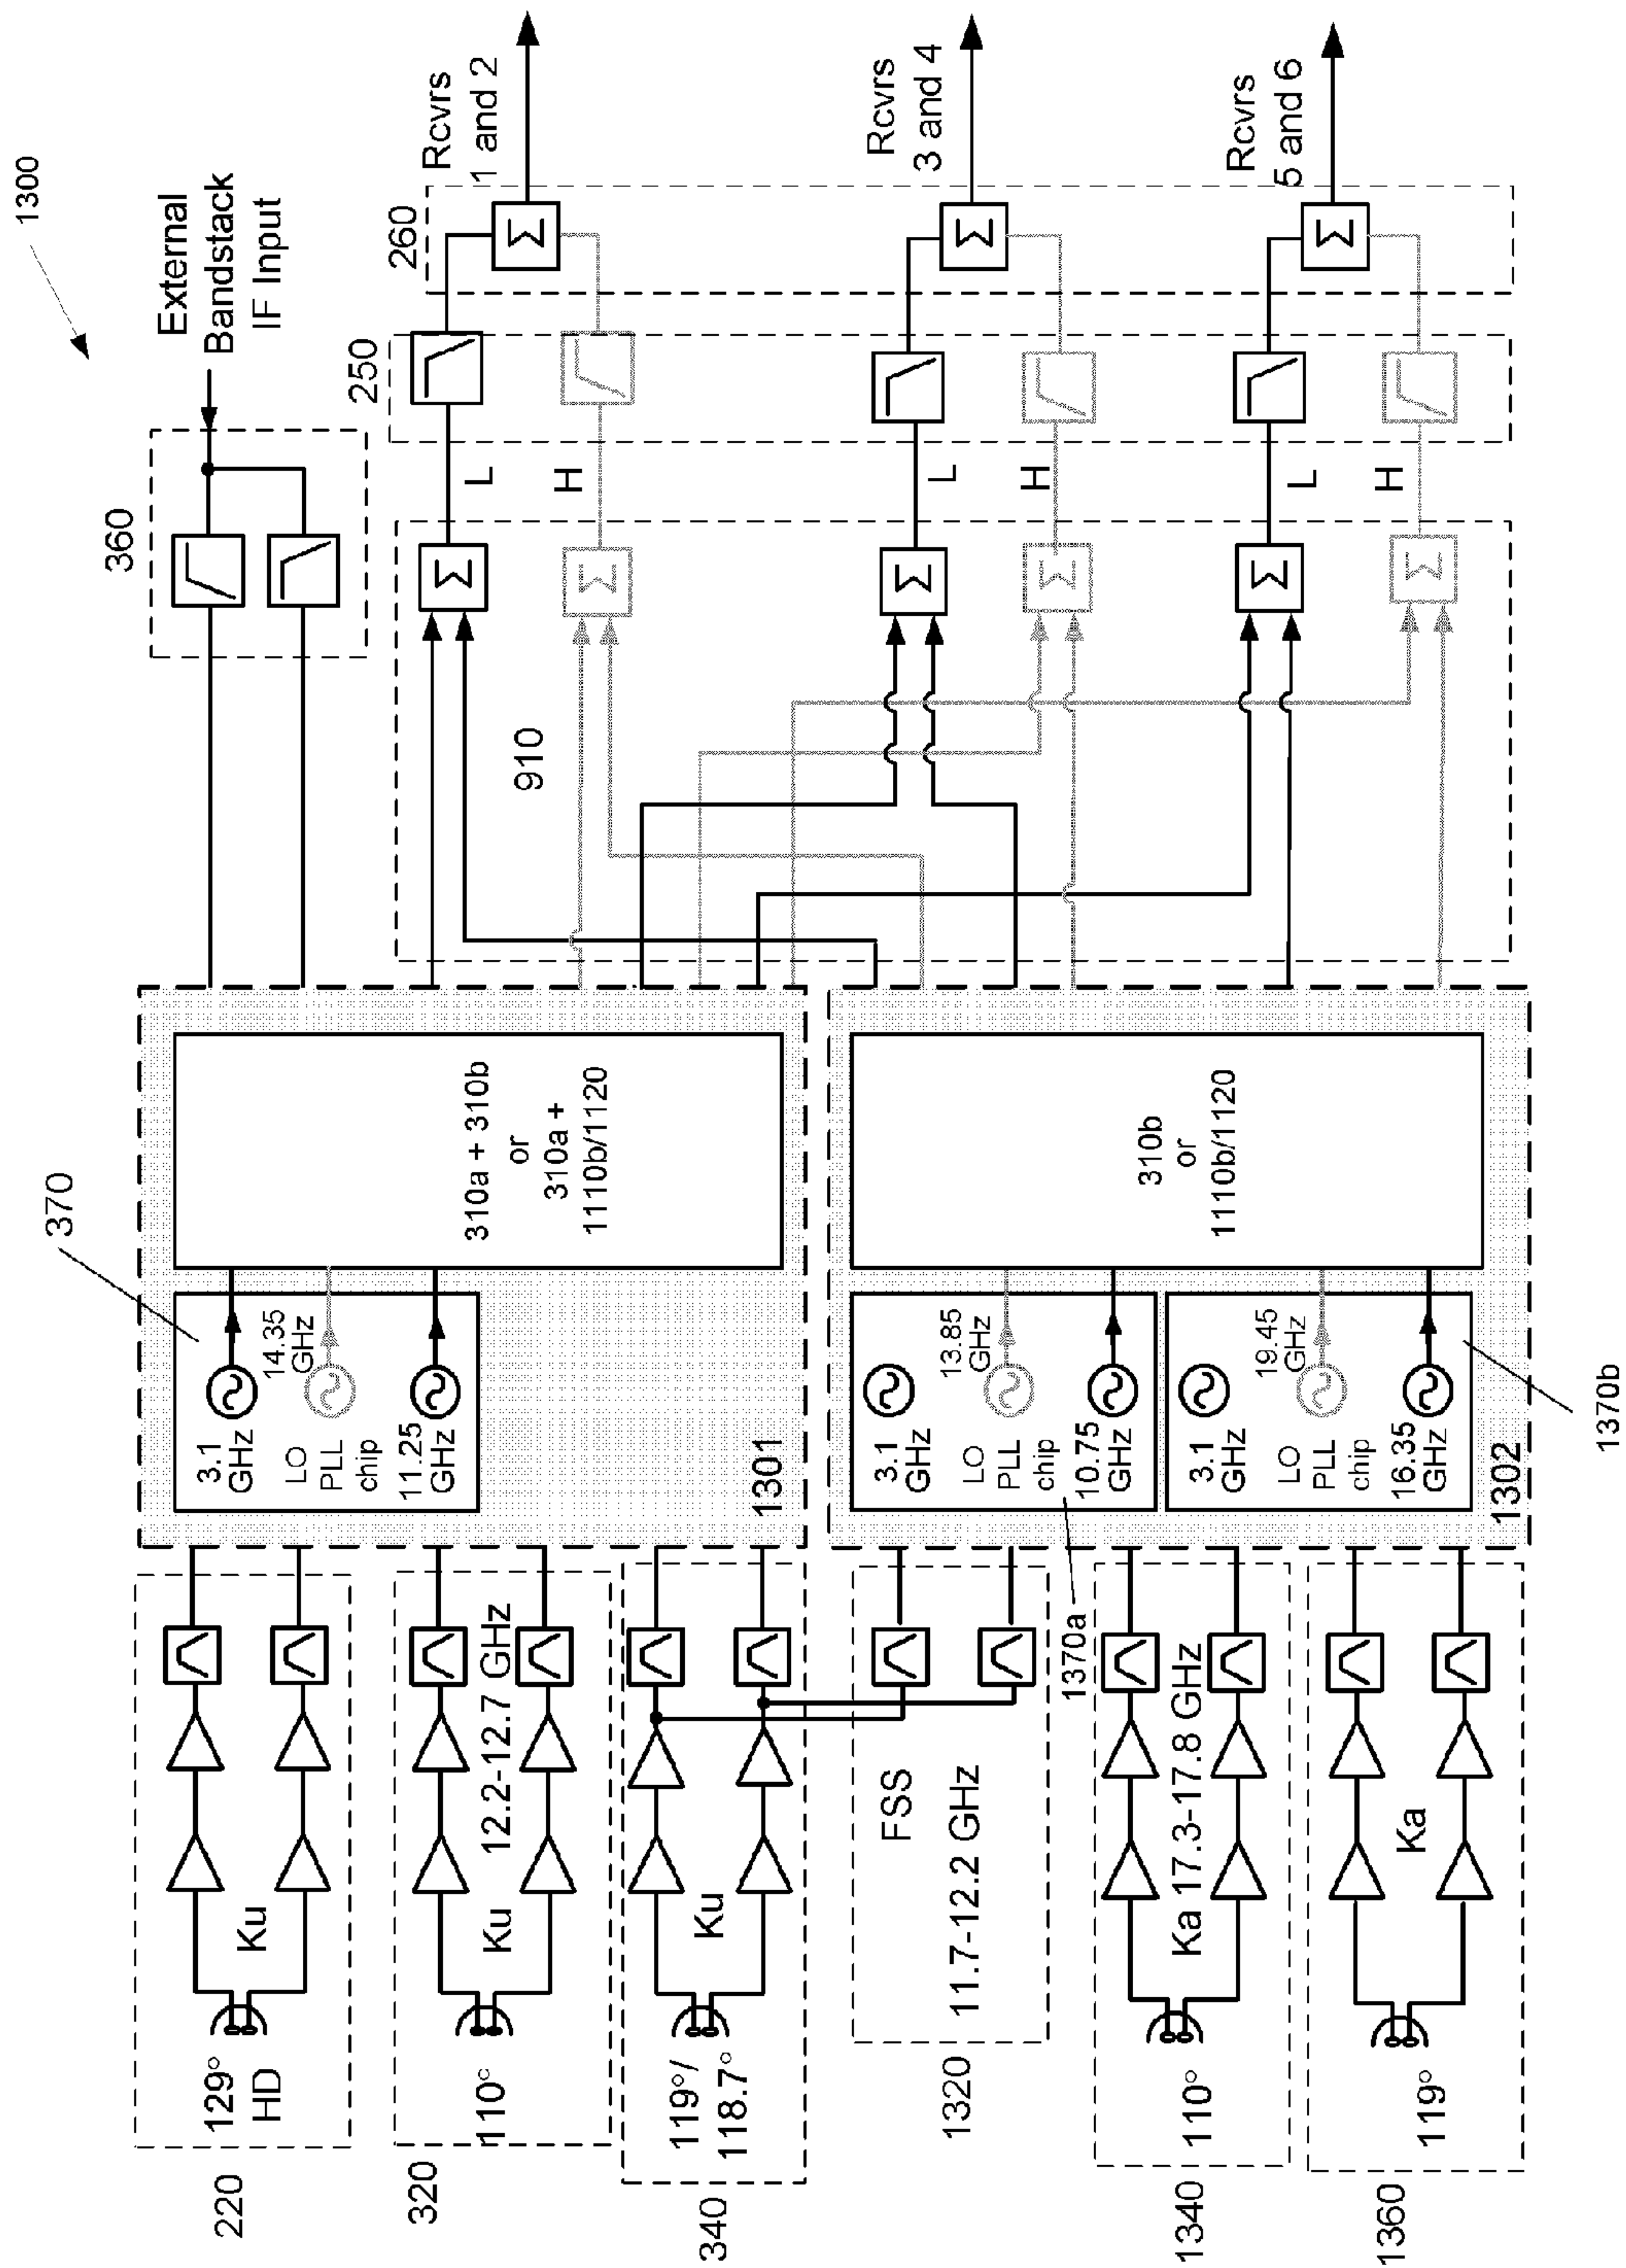 1300
External
Bandstack
IF Input
360
Rcvrs
1 and 2
Rcvrs
3 and 4
Rcvrs
5 and 6
260
250
L
H
L
H
L
H
Σ
Σ
Σ
Σ
Σ
Σ
Σ
Σ
Σ
910
370
310a + 310b
or
310a +
1110b/1120
3.1
GHz
14.35
GHz
LO
PLL
chip
11.25
GHz
1301
310b
or
1110b/1120
3.1
GHz
13.85
GHz
LO
PLL
chip
10.75
GHz
3.1
GHz
19.45
GHz
LO
PLL
chip
16.35
GHz
1302
1370a
1370b
129°
HD
Ku
220
110°
Ku
12.2-12.7 GHz
320
119°/
118.7°
Ku
340
FSS
11.7-12.2 GHz
1320
110°
Ka 17.3-17.8 GHz
1340
119°
Ka
1360